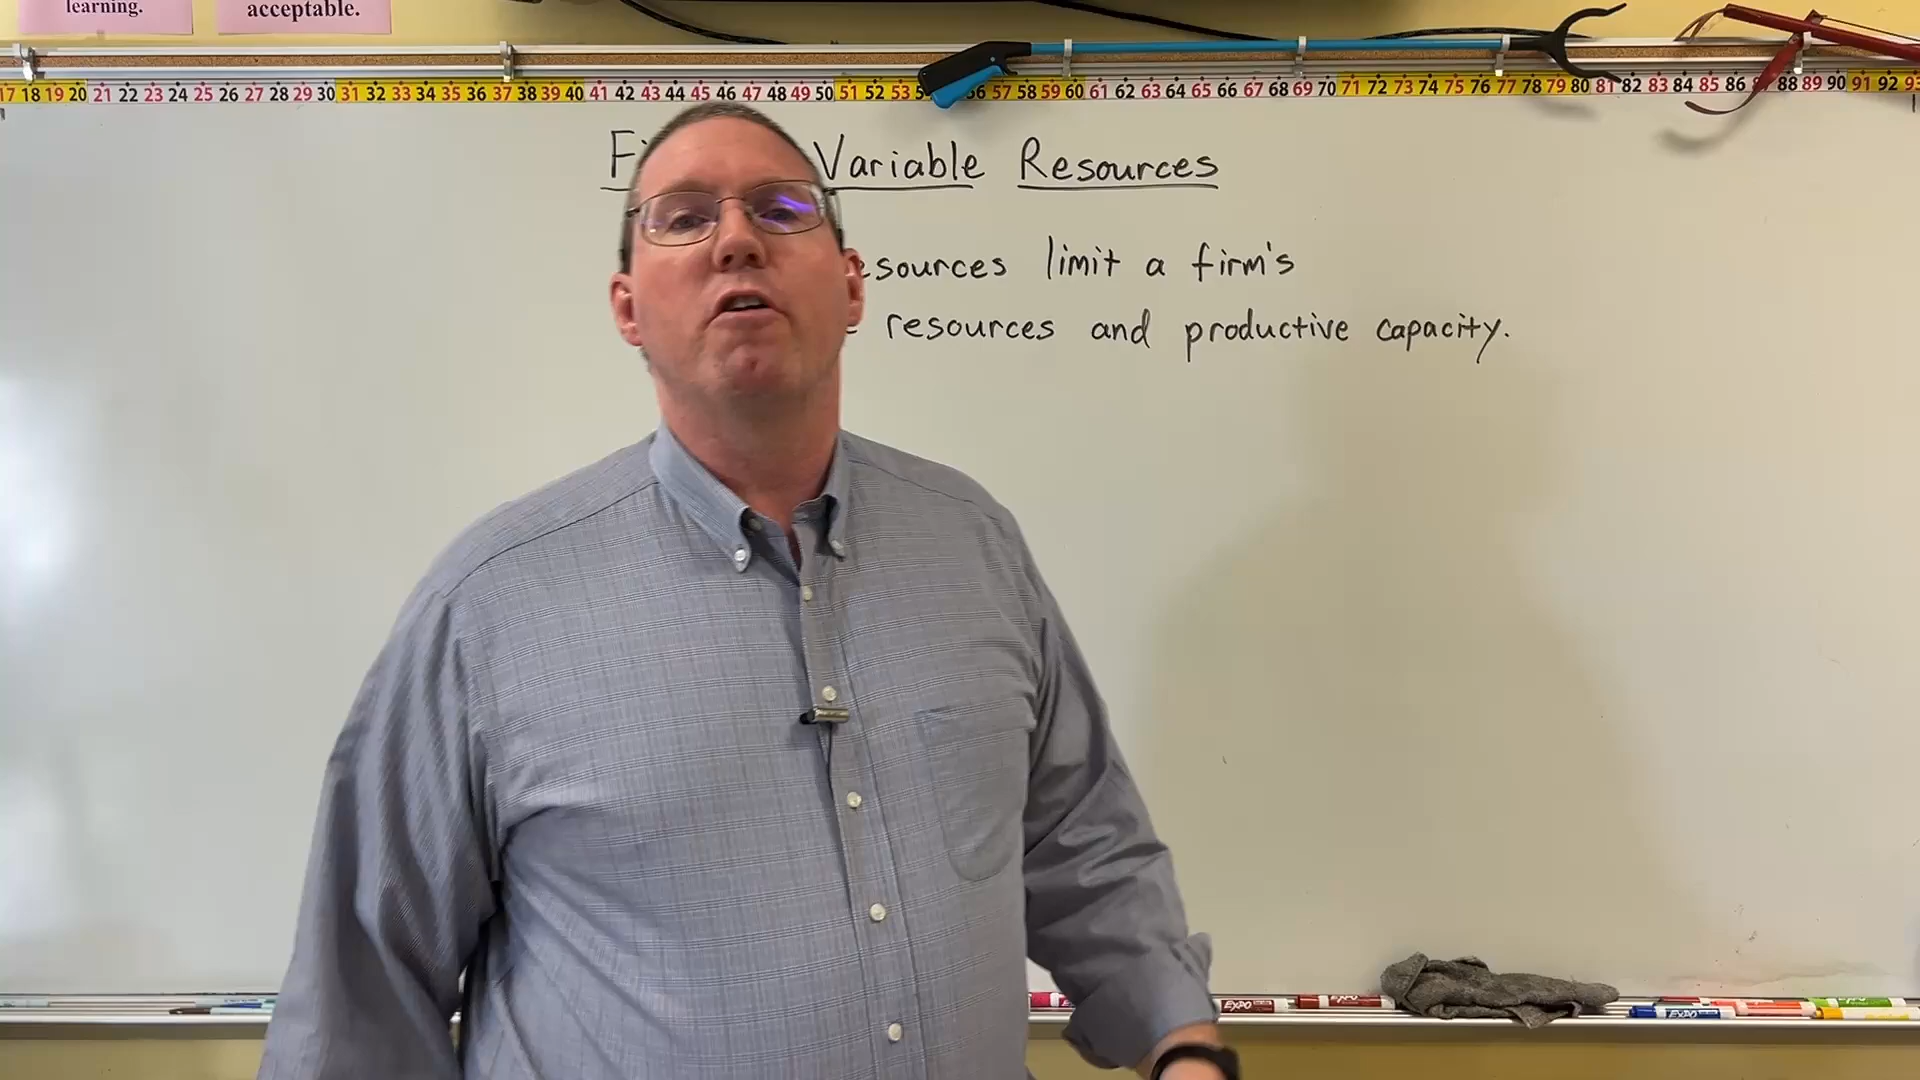 learning.
acceptable.
17 18 19 20 21 22 23 24 25 26 27 28 29 30 31 32 33 34 35 36 37 38 39 40 41 42 43 44 45 46 47 48 49 50 51 52 53 56 57 58 59 60 61 62 63 64 65 66 67 68 69 70 71 72 73 74 75 76 77 78 79 80 81 82 83 84 85 86 88 89 90 91 92
Variable Resources
limit a firm's
resources and productive capacity.
EXPO
EXPO
EXPO